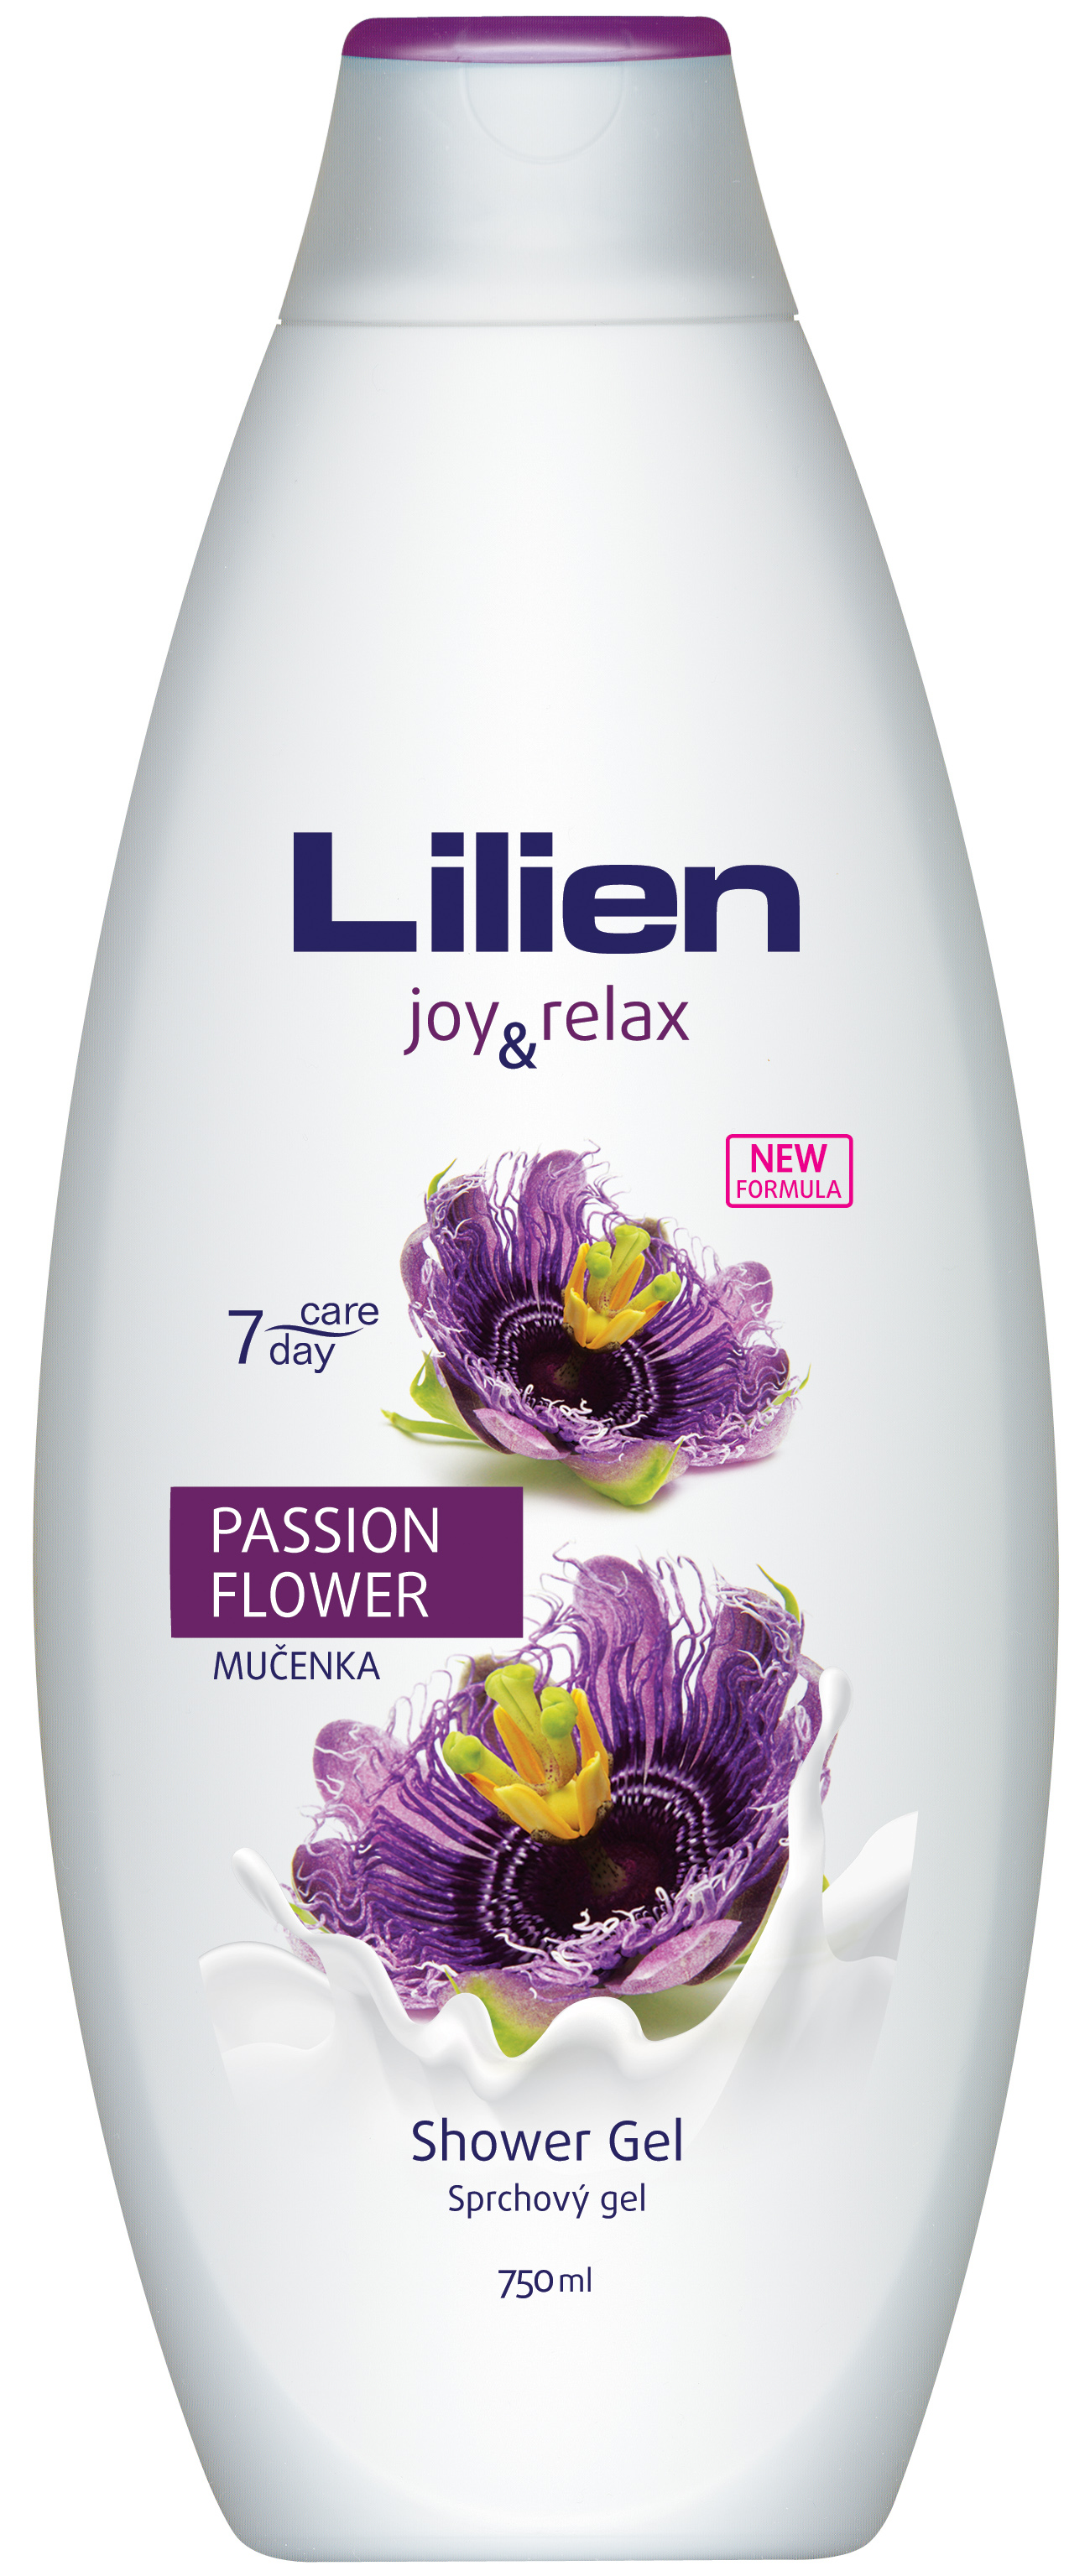 Lilien
joy & relax
NEW
FORMULA
7 day care
PASSION
FLOWER
MUČENKA
Shower Gel
Sprchový gel
750 ml